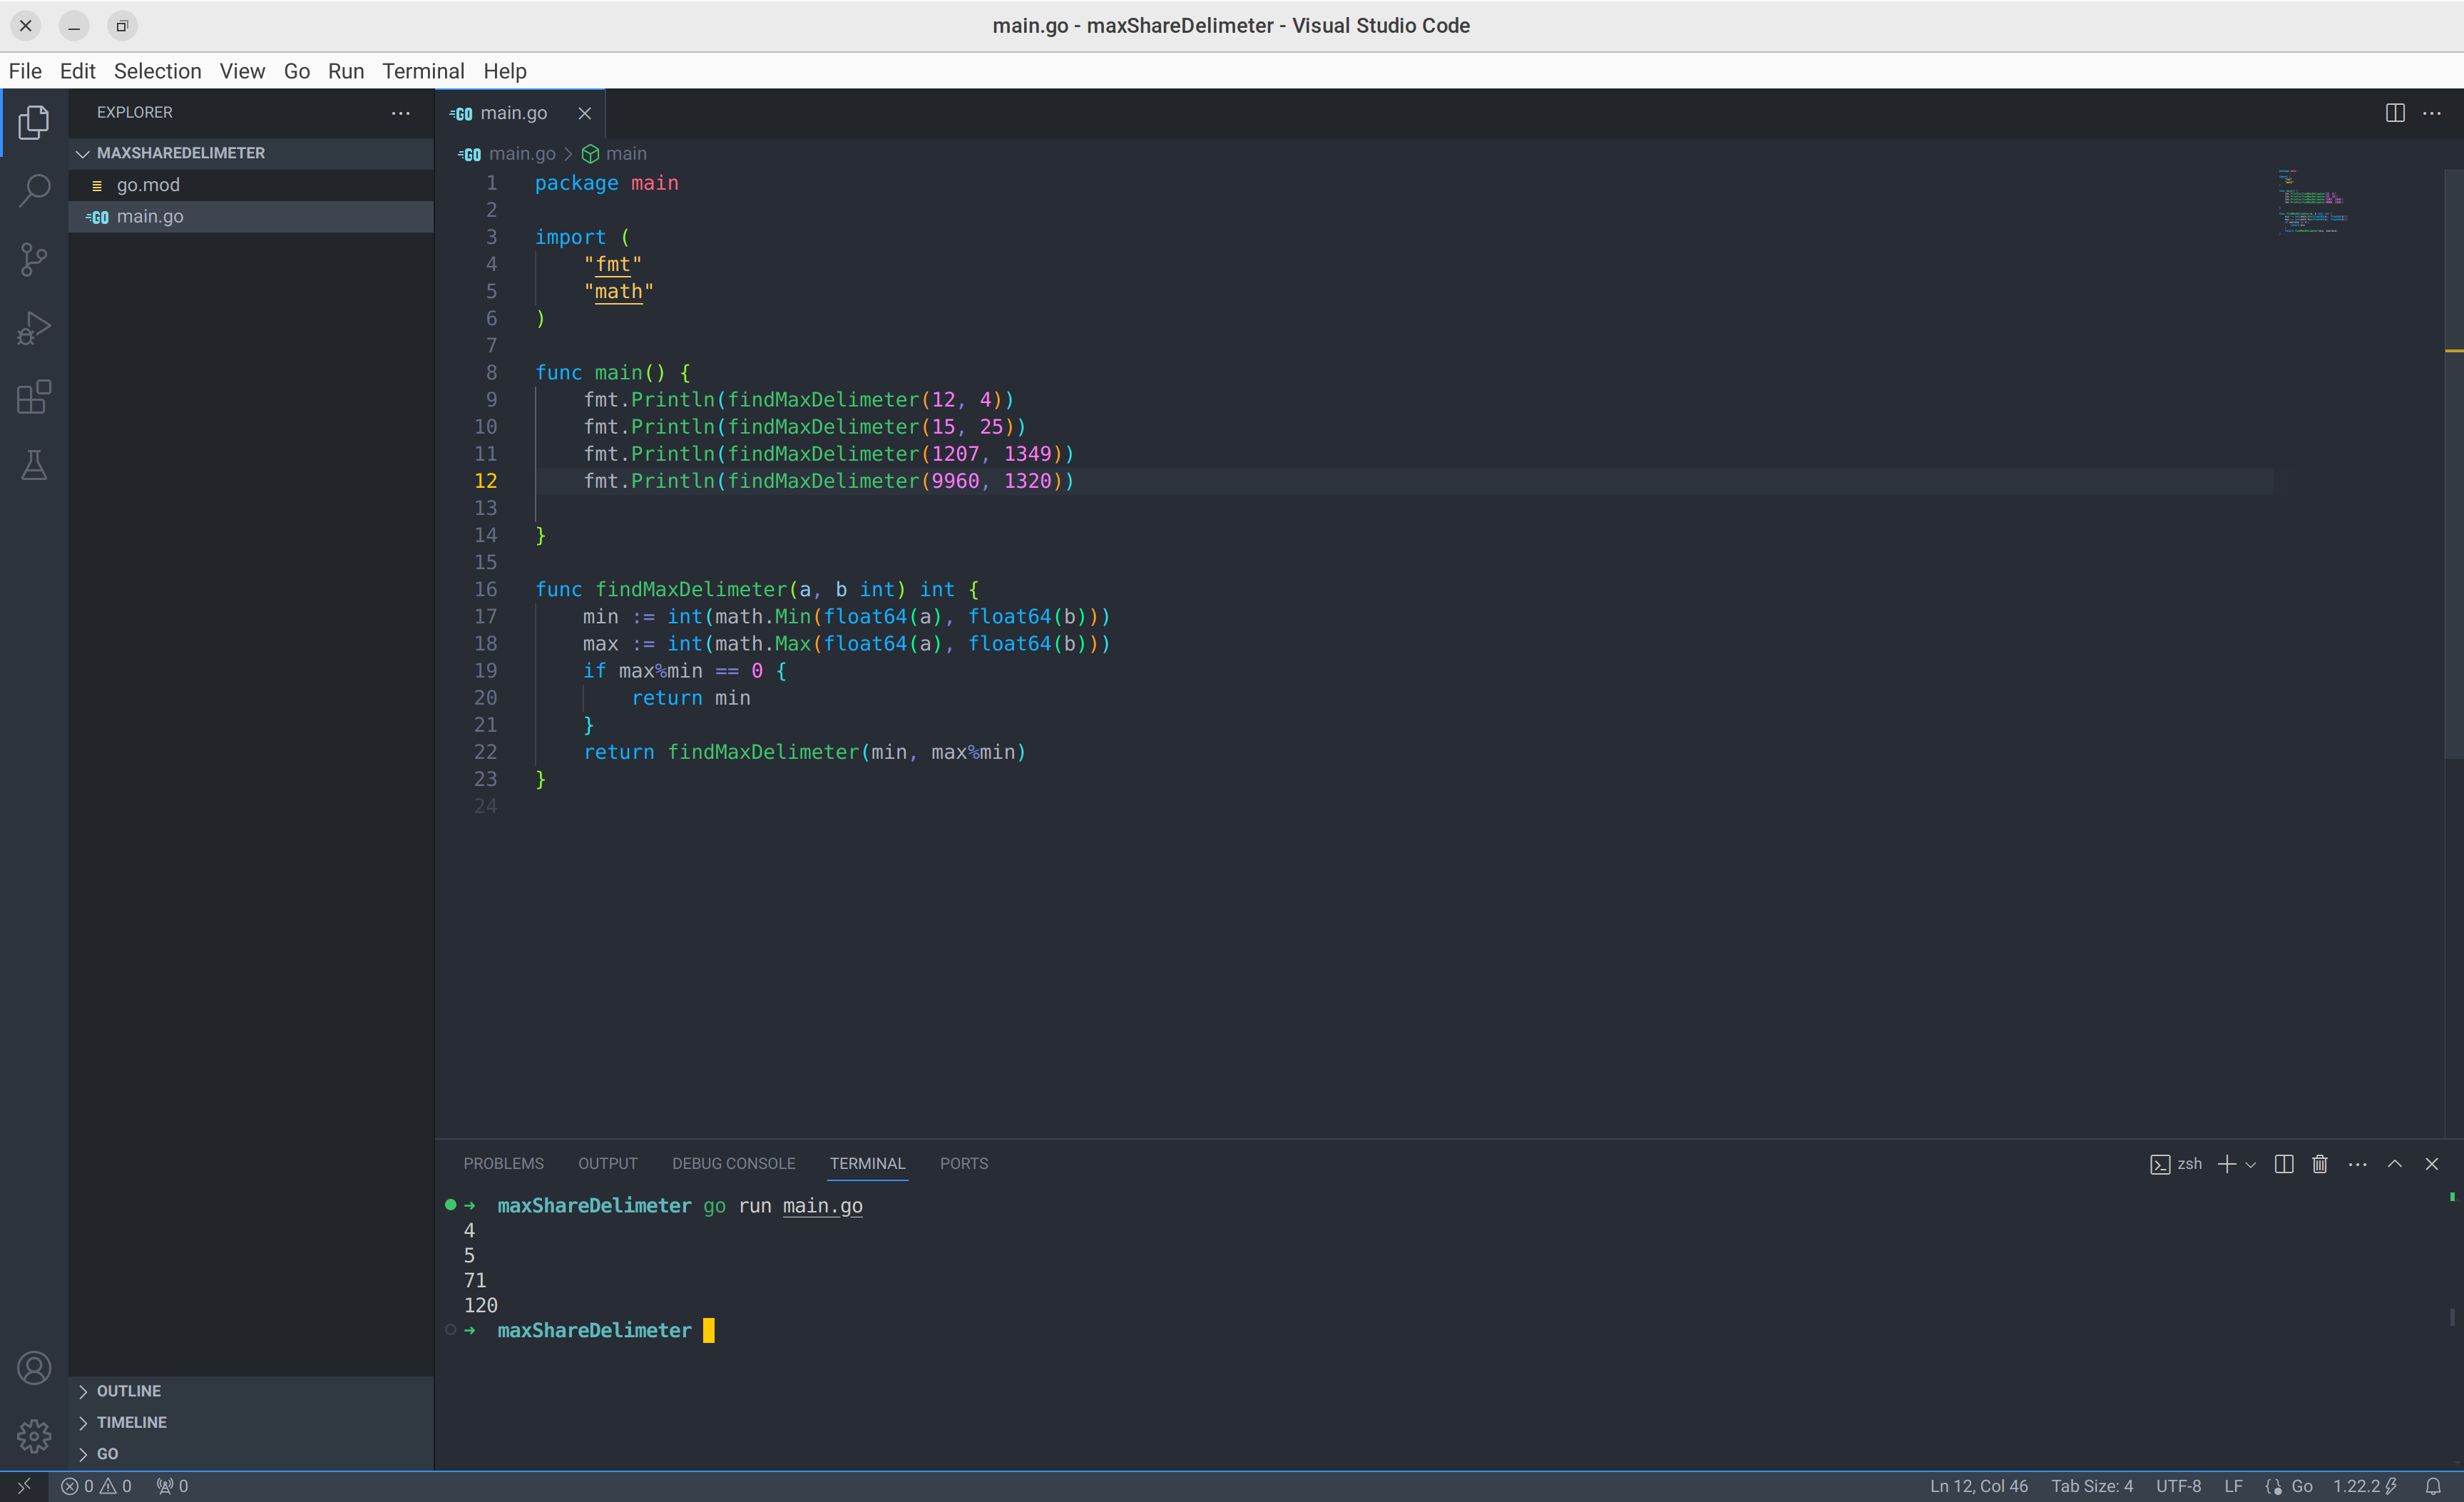 main.go - maxShareDelimeter - Visual Studio Code
File Edit Selection View Go Run Terminal Help
EXPLORER
MAXSHAREDELIMETER
go.mod
GO main.go
OUTLINE
TIMELINE
GO
GO main.go
GO main.go > main
1 package main
2
3 import (
4     "fmt"
5     "math"
6 )
7
8 func main() {
9     fmt.Println(findMaxDelimeter(12, 4))
10     fmt.Println(findMaxDelimeter(15, 25))
11     fmt.Println(findMaxDelimeter(1207, 1349))
12     fmt.Println(findMaxDelimeter(9960, 1320))
13
14 }
15
16 func findMaxDelimeter(a, b int) int {
17     min := int(math.Min(float64(a), float64(b)))
18     max := int(math.Max(float64(a), float64(b)))
19     if max%min == 0 {
20         return min
21     }
22     return findMaxDelimeter(min, max%min)
23 }
24
PROBLEMS OUTPUT DEBUG CONSOLE TERMINAL PORTS
zsh
➜ maxShareDelimeter go run main.go
4
5
71
120
➜ maxShareDelimeter
0 0 0
Ln 12, Col 46 Tab Size: 4 UTF-8 LF Go 1.22.2